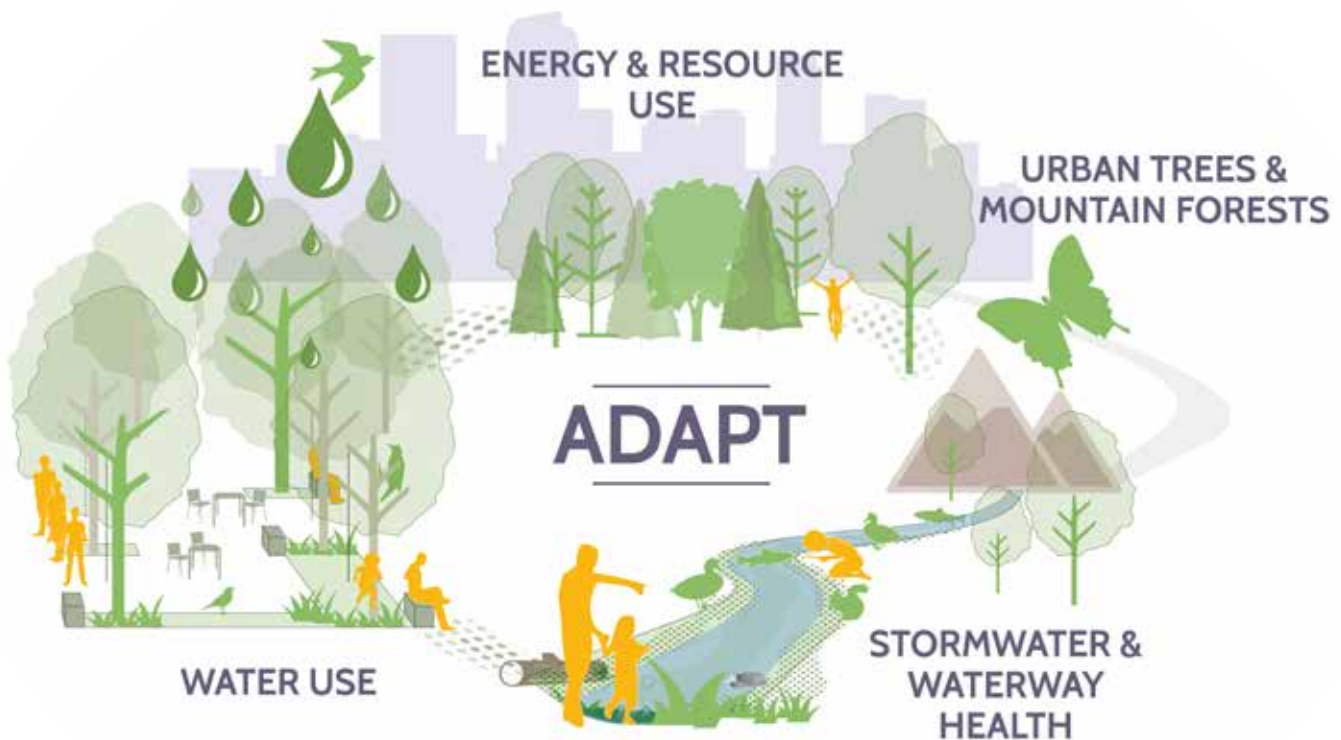 ENERGY & RESOURCE
USE
URBAN TREES &
MOUNTAIN FORESTS
ADAPT
WATER USE
STORMWATER &
WATERWAY
HEALTH